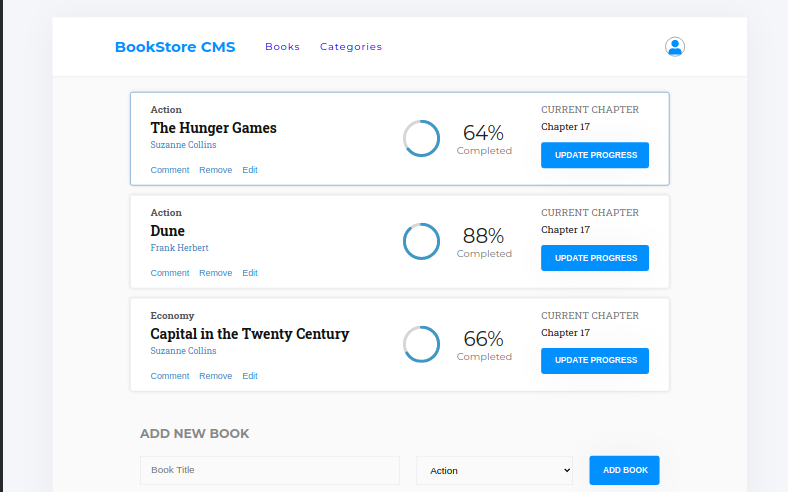 BookStore CMS Books Categories
Action
The Hunger Games
Suzanne Collins
Comment Remove Edit
64%
Completed
CURRENT CHAPTER
Chapter 17
UPDATE PROGRESS
Action
Dune
Frank Herbert
Comment Remove Edit
88%
Completed
CURRENT CHAPTER
Chapter 17
UPDATE PROGRESS
Economy
Capital in the Twenty Century
Suzanne Collins
Comment Remove Edit
66%
Completed
CURRENT CHAPTER
Chapter 17
UPDATE PROGRESS
ADD NEW BOOK
Book Title Action ADD BOOK